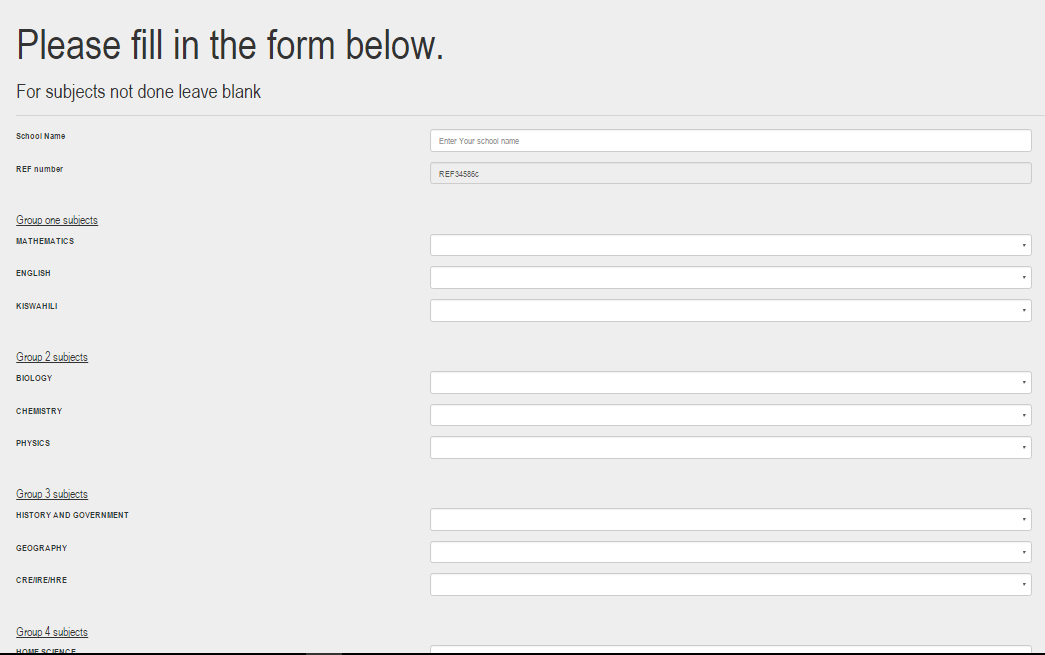 Please fill in the form below.
For subjects not done leave blank
School Name
Enter Your school name
REF number
REF34586c
Group one subjects
MATHEMATICS
ENGLISH
KISWAHILI
Group 2 subjects
BIOLOGY
CHEMISTRY
PHYSICS
Group 3 subjects
HISTORY AND GOVERNMENT
GEOGRAPHY
CRE/IRE/HRE
Group 4 subjects
HOME SCIENCE